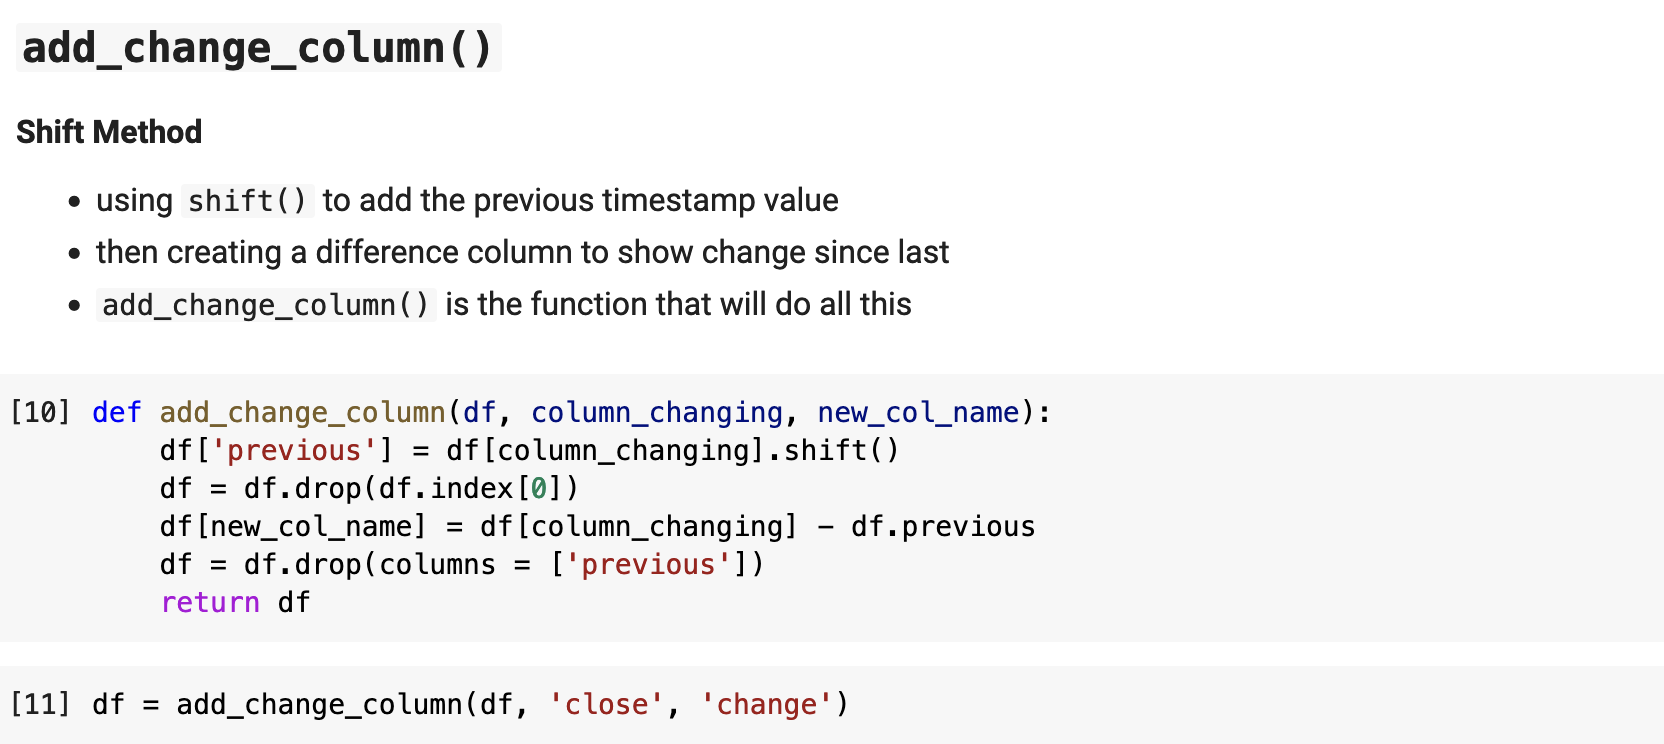 add_change_column()
Shift Method
• using shift() to add the previous timestamp value
• then creating a difference column to show change since last
• add_change_column() is the function that will do all this
[10] def add_change_column(df, column_changing, new_col_name):
    df['previous'] = df[column_changing].shift()
    df = df.drop(df.index[0])
    df[new_col_name] = df[column_changing] - df.previous
    df = df.drop(columns = ['previous'])
    return df
[11] df = add_change_column(df, 'close', 'change')